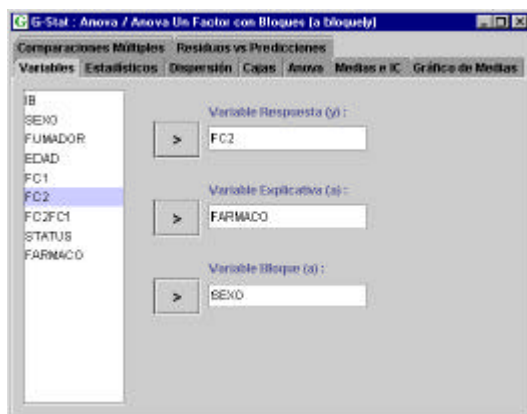 G-Stat : Anova / Anova Un Factor con Bloques (a bloquely)
Comparaciones Múltiples Residuos vs Predicciones
Variables Estadísticos Dispersión Cajas Anova Medias e IC Gráfico de Medias
IB
SEXO
FUMADOR
EDAD
FC1
FC2
FC2FC1
STATUS
FARMACO
Variable Respuesta (y) :
>
FC2
Variable Explicativa (a) :
>
FARMACO
Variable Bloque (a) :
>
SEXO